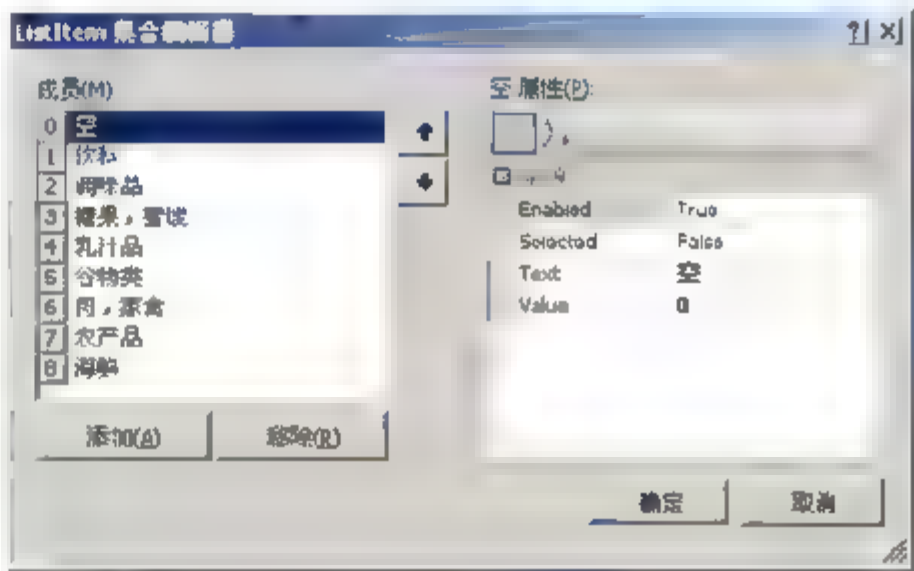 ListItem 集合编辑器
成员(M)
空 属性(P):
0 空
1 饮料
2 调味品
3 糖果，雪饼
4 乳汁品
5 谷物类
6 肉，家禽
7 农产品
8 海鲜
Enabled True
Selected False
Text 空
Value 0
添加(A) 移除(R)
确定 取消